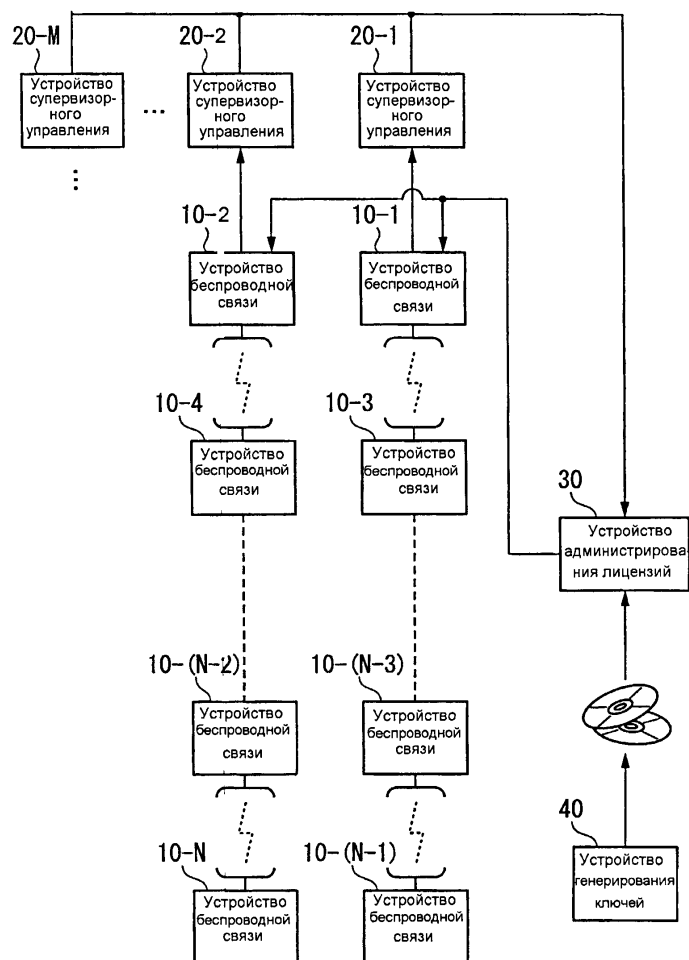 20-M
20-2
20-1
Устройство
супервизор-
ного
управления
...
Устройство
супервизор-
ного
управления
Устройство
супервизор-
ного
управления
...
10-2
10-1
Устройство
беспроводной
связи
Устройство
беспроводной
связи
10-4
10-3
Устройство
беспроводной
связи
Устройство
беспроводной
связи
30
Устройство
администрирова-
ния лицензий
10-(N-2)
10-(N-3)
Устройство
беспроводной
связи
Устройство
беспроводной
связи
10-N
10-(N-1)
40
Устройство
беспроводной
связи
Устройство
беспроводной
связи
Устройство
генерирования
ключей